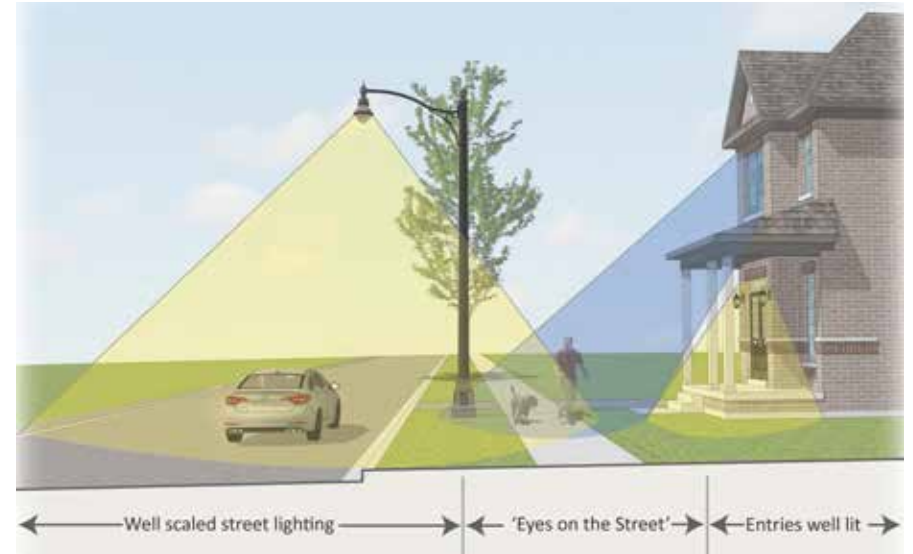 Well scaled street lighting
'Eyes on the Street'
Entries well lit